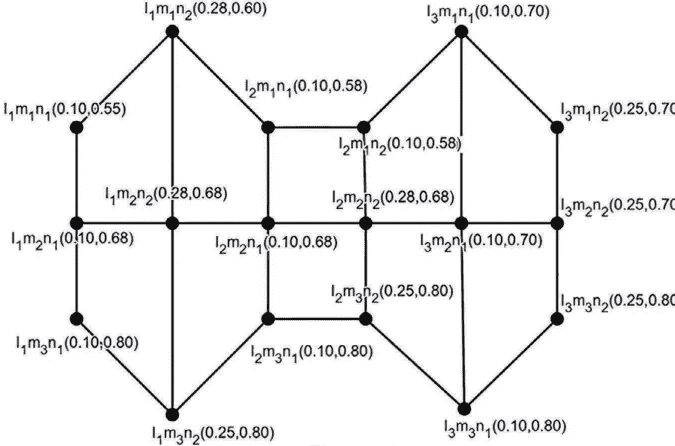 l₁m₁n₂(0.28,0.60)
l₃m₁n₁(0.10,0.70)
l₂m₁n₁(0.10,0.58)
l₁m₁n₁(0.10,0.55)
l₃m₁n₂(0.25,0.70
l₂m₁n₂(0.10,0.58)
l₁m₂n₂(0.28,0.68)
l₂m₂n₂(0.28,0.68)
l₃m₂n₂(0.25,0.70
l₁m₂n₁(0.10,0.68)
l₂m₂n₁(0.10,0.68)
l₃m₂n₁(0.10,0.70)
l₂m₃n₂(0.25,0.80)
l₃m₃n₂(0.25,0.80
l₁m₃n₁(0.10,0.80)
l₂m₃n₁(0.10,0.80)
l₁m₃n₂(0.25,0.80)
l₃m₃n₁(0.10,0.80)